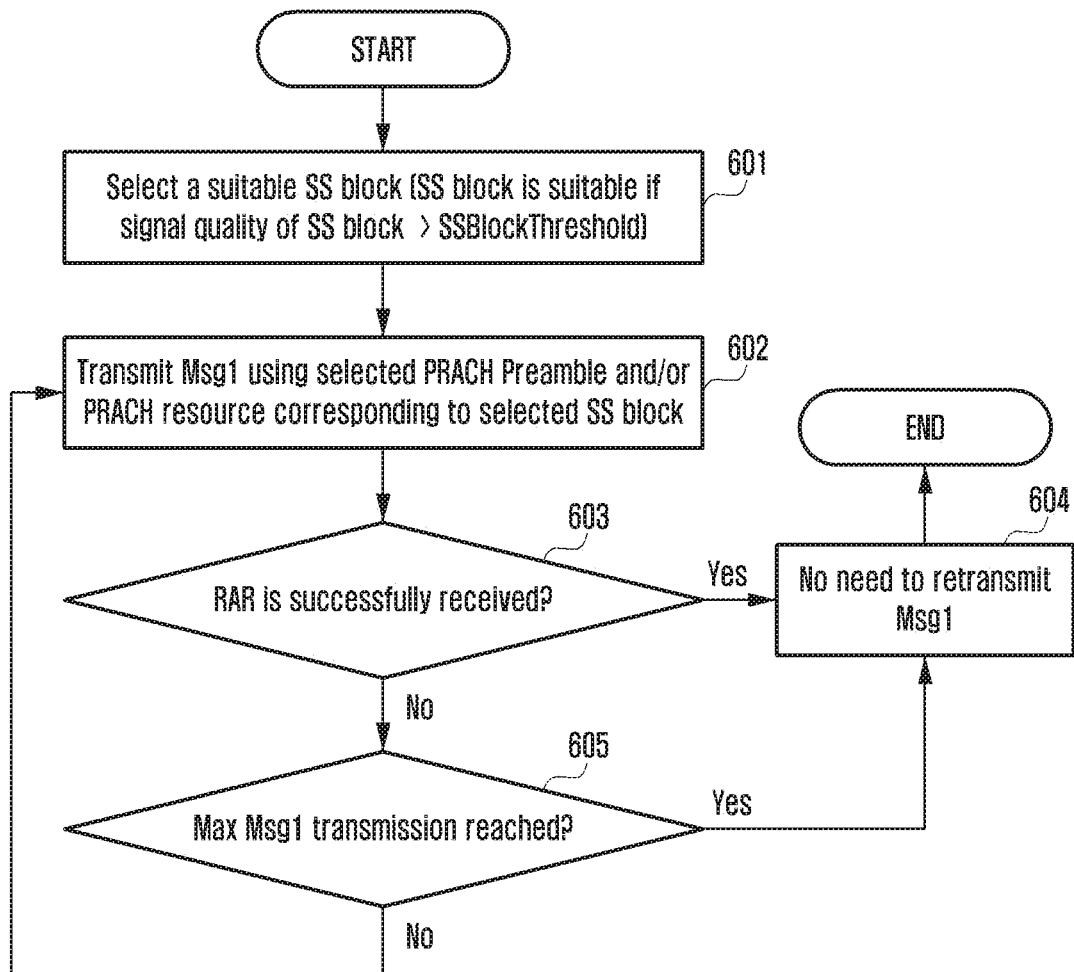 START
601
Select a suitable SS block (SS block is suitable if
signal quality of SS block > SSBlockThreshold)
602
Transmit Msg1 using selected PRACH Preamble and/or
PRACH resource corresponding to selected SS block
END
603
604
RAR is successfully received?
Yes
No need to retransmit
Msg1
No
605
Max Msg1 transmission reached?
Yes
No